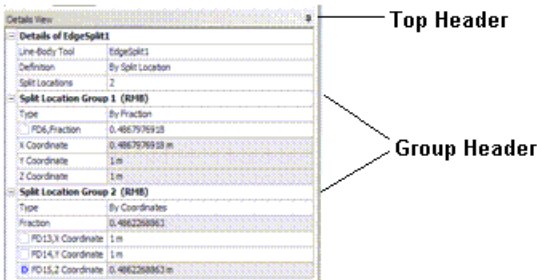 Details View
Top Header
Details of EdgeSplit1
Line-Body Tool EdgeSplit1
Definition By Split Location
Split Locations 2
Split Location Group 1 (RMB)
Type By Fraction
FD6,Fraction 0.4867976918
X Coordinate 0.4867976918 m
Y Coordinate 1 m
Group Header
Z Coordinate 1 m
Split Location Group 2 (RMB)
Type By Coordinates
Fraction 0.4862268863
FD13,X Coordinate 1 m
FD14,Y Coordinate 1 m
D FD15,Z Coordinate 0.4862268863 m